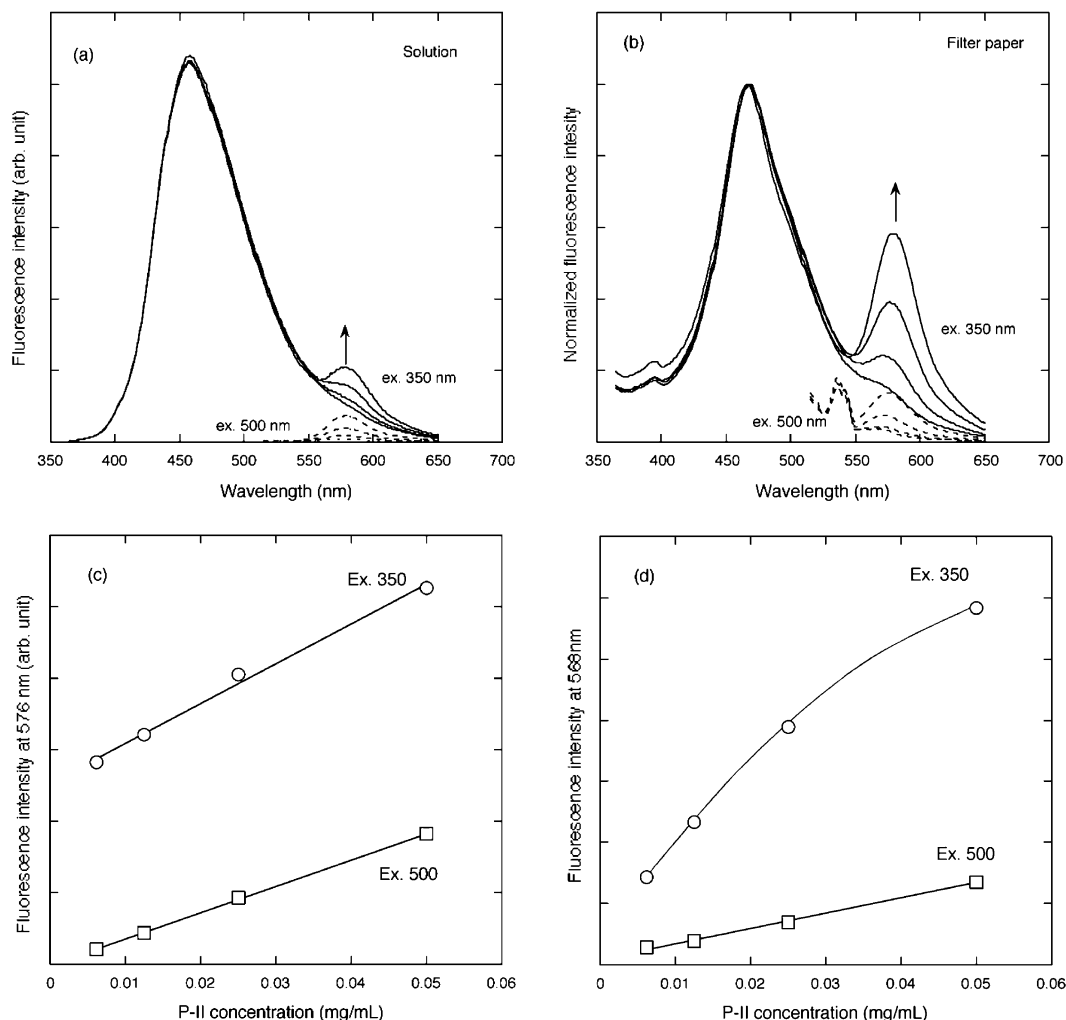 (a)
Solution
ex. 350 nm
ex. 500 nm
Fluorescence intensity (arb. unit)
350 400 450 500 550 600 650 700
Wavelength (nm)
(b)
Filter paper
ex. 350 nm
ex. 500 nm
Normalized fluorescence intesity
350 400 450 500 550 600 650 700
Wavelength (nm)
(c)
Ex. 350
Ex. 500
Fluorescence intensity at 576 nm (arb. unit)
0 0.01 0.02 0.03 0.04 0.05 0.06
P-II concentration (mg/mL)
(d)
Ex. 350
Ex. 500
Fluorescence intensity at 568nm
0 0.01 0.02 0.03 0.04 0.05 0.06
P-II concentration (mg/mL)